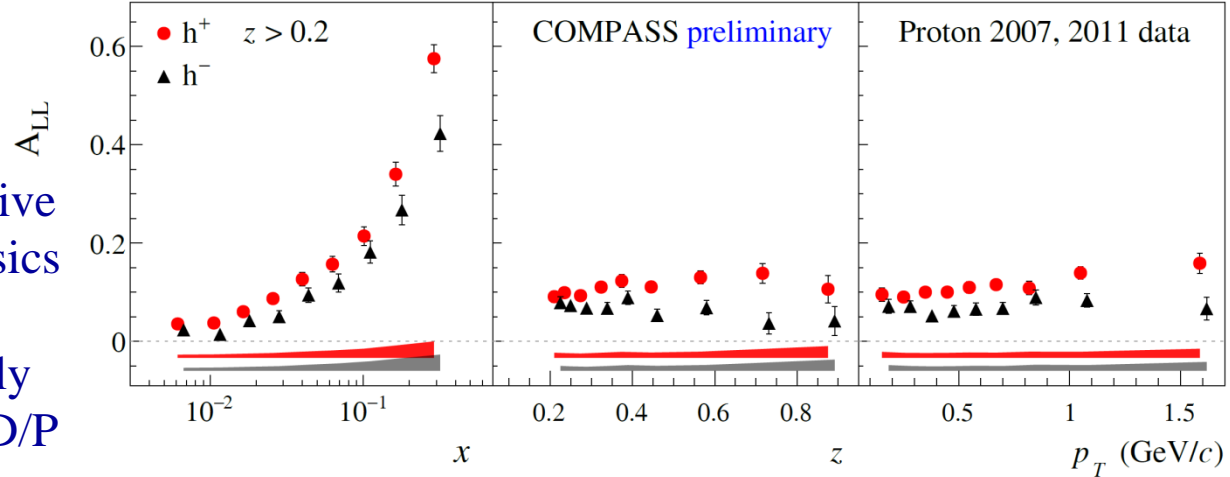 h⁺ z > 0.2
h⁻
COMPASS preliminary
Proton 2007, 2011 data
A_LL
0.6
0.4
0.2
0
10⁻² 10⁻¹
x
0.2 0.4 0.6 0.8
z
0.5 1 1.5
p_T (GeV/c)
ive
sics
ly
D/P